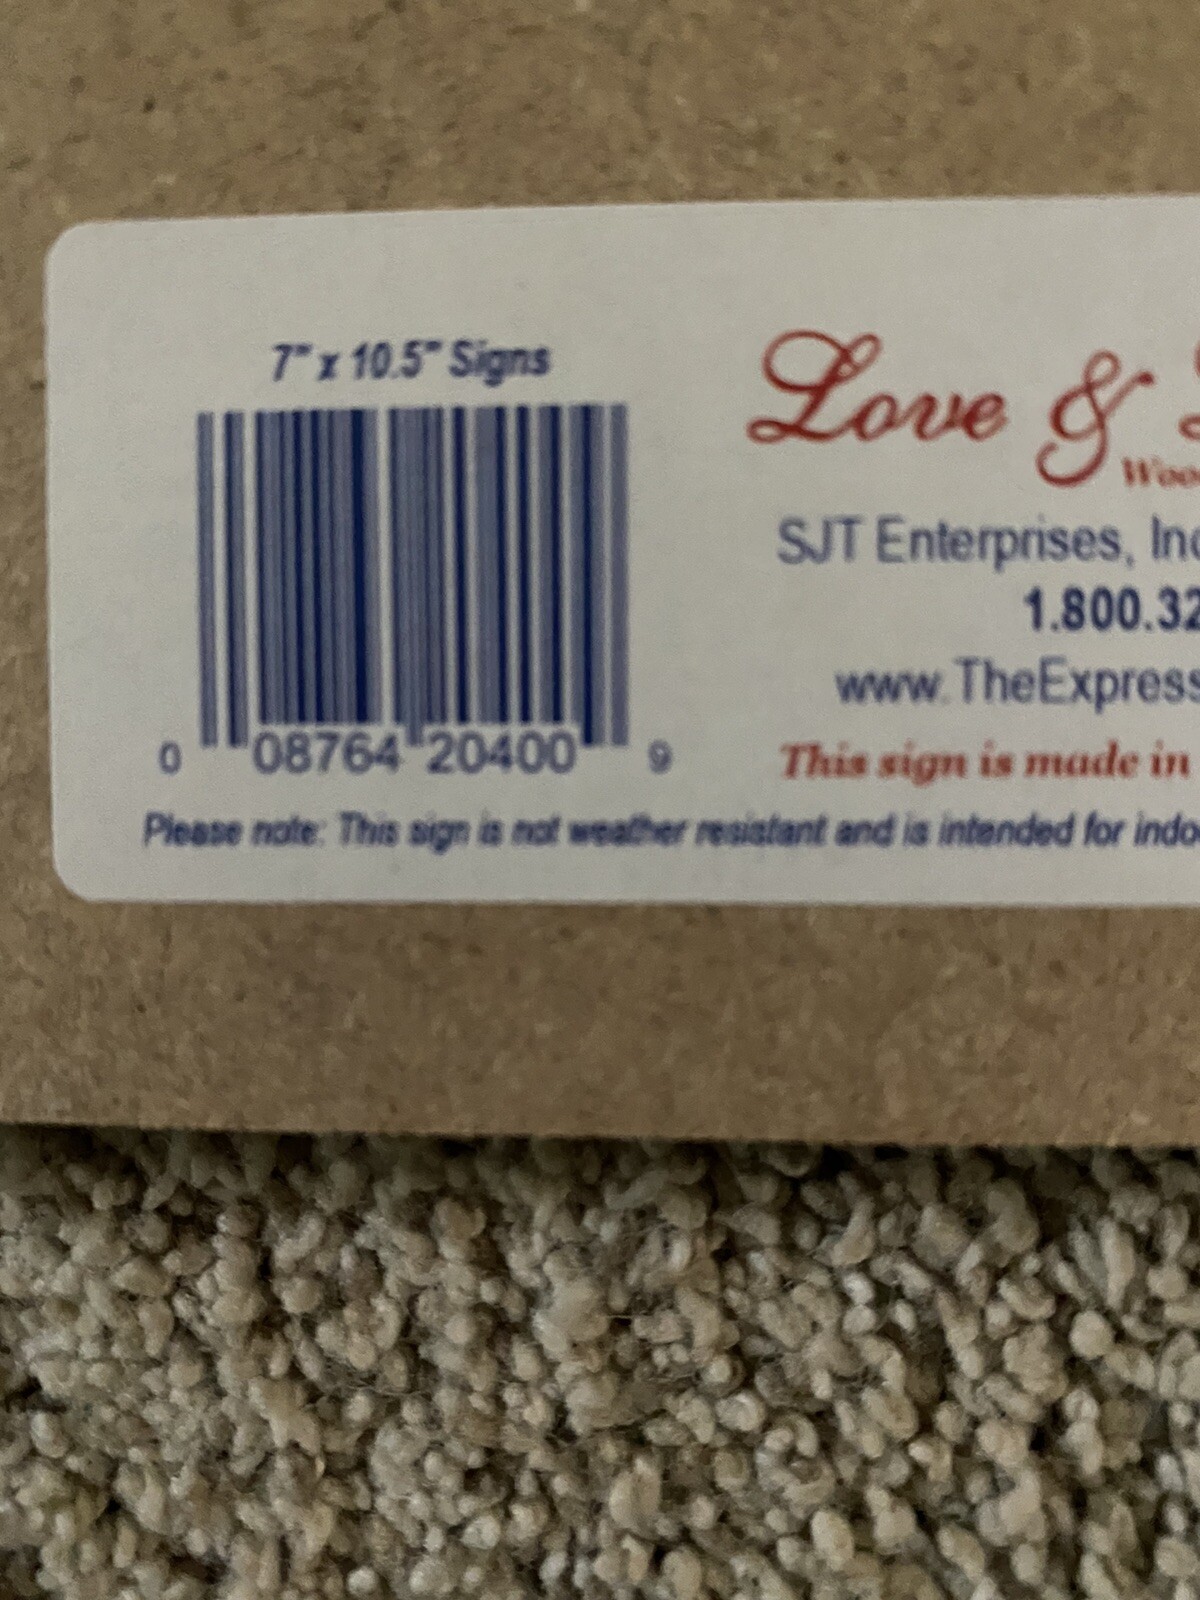 7" x 10.5" Signs
Love &
SJT Enterprises, Inc
1.800.32
www.TheExpress
0 08764 20400 9
This sign is made in
Please note: This sign is not weather resistant and is intended for indo